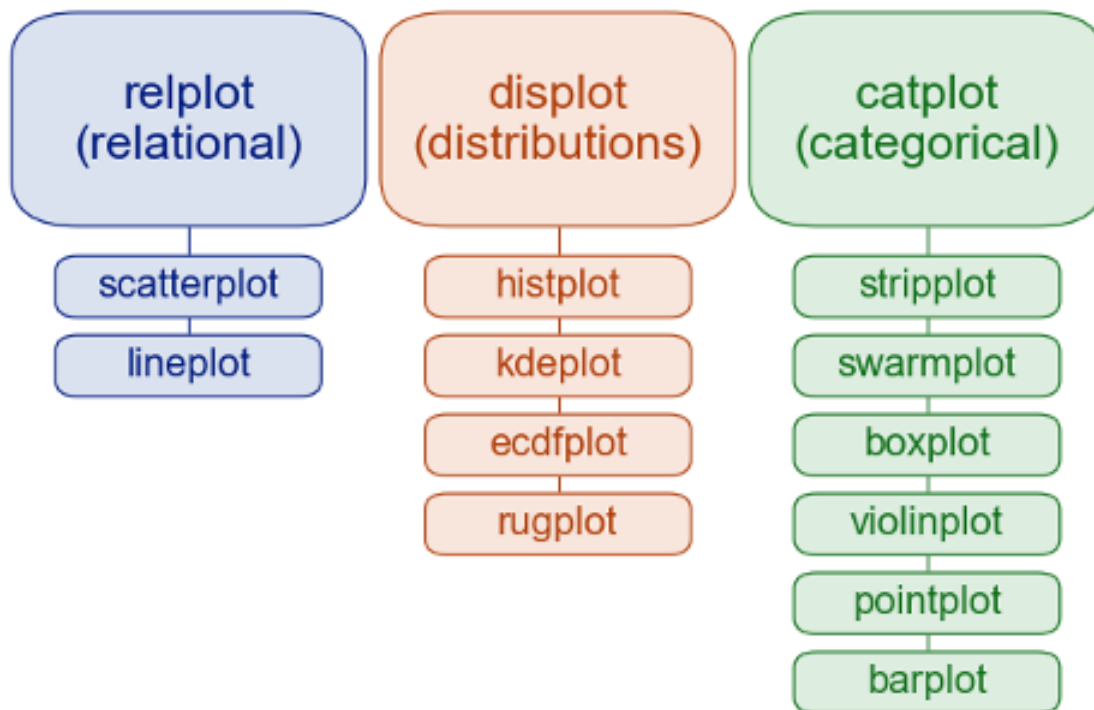 relplot
(relational)
scatterplot
lineplot
displot
(distributions)
histplot
kdeplot
ecdfplot
rugplot
catplot
(categorical)
stripplot
swarmplot
boxplot
violinplot
pointplot
barplot